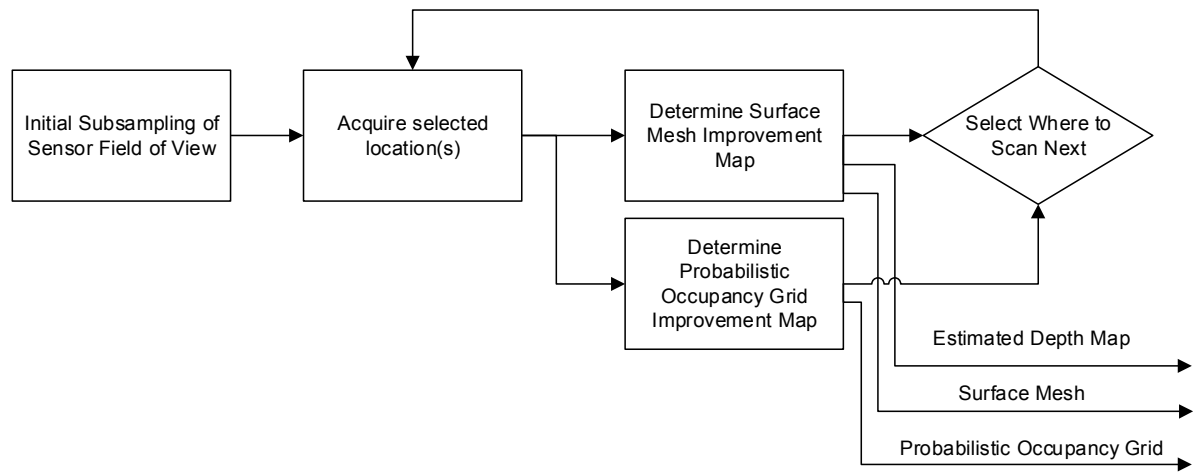 Initial Subsampling of
Sensor Field of View
Acquire selected
location(s)
Determine Surface
Mesh Improvement
Map
Select Where to
Scan Next
Determine
Probabilistic
Occupancy Grid
Improvement Map
Estimated Depth Map
Surface Mesh
Probabilistic Occupancy Grid